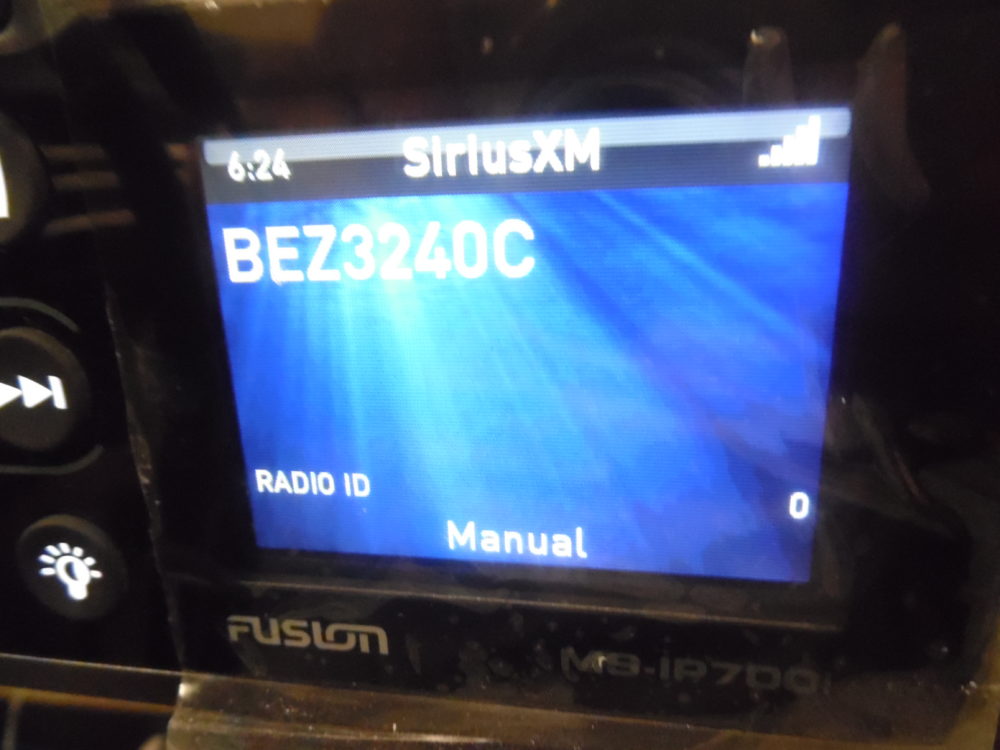 6:24 SiriusXM
BEZ3240C
RADIO ID
0
Manual
FUSION
MS-IP700i